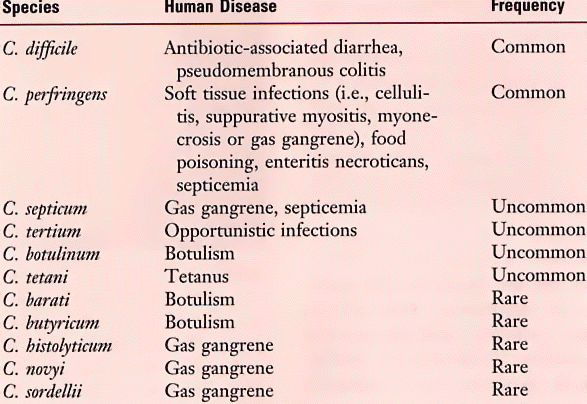 Species Human Disease Frequency
C. difficile Antibiotic-associated diarrhea, Common
pseudomembranous colitis
C. perfringens Soft tissue infections (i.e., celluli- Common
tis, suppurative myositis, myone-
crosis or gas gangrene), food
poisoning, enteritis necroticans,
septicemia
C. septicum Gas gangrene, septicemia Uncommon
C. tertium Opportunistic infections Uncommon
C. botulinum Botulism Uncommon
C. tetani Tetanus Uncommon
C. barati Botulism Rare
C. butyricum Botulism Rare
C. histolyticum Gas gangrene Rare
C. novyi Gas gangrene Rare
C. sordellii Gas gangrene Rare